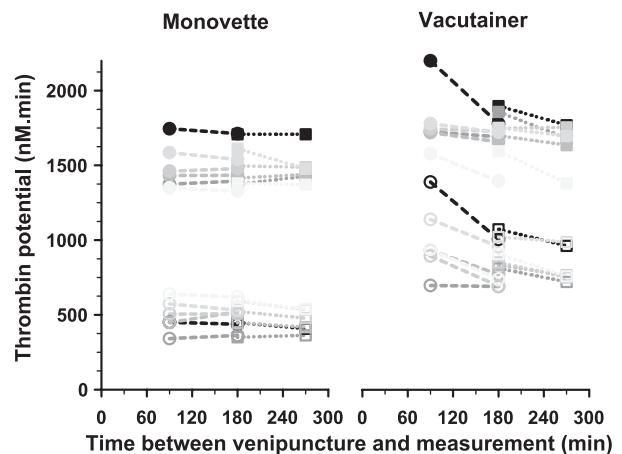 Monovette Vacutainer
Thrombin potential (nM.min)
2000
1500
1000
500
0
0 60 120 180 240 300 0 60 120 180 240 300
Time between venipuncture and measurement (min)